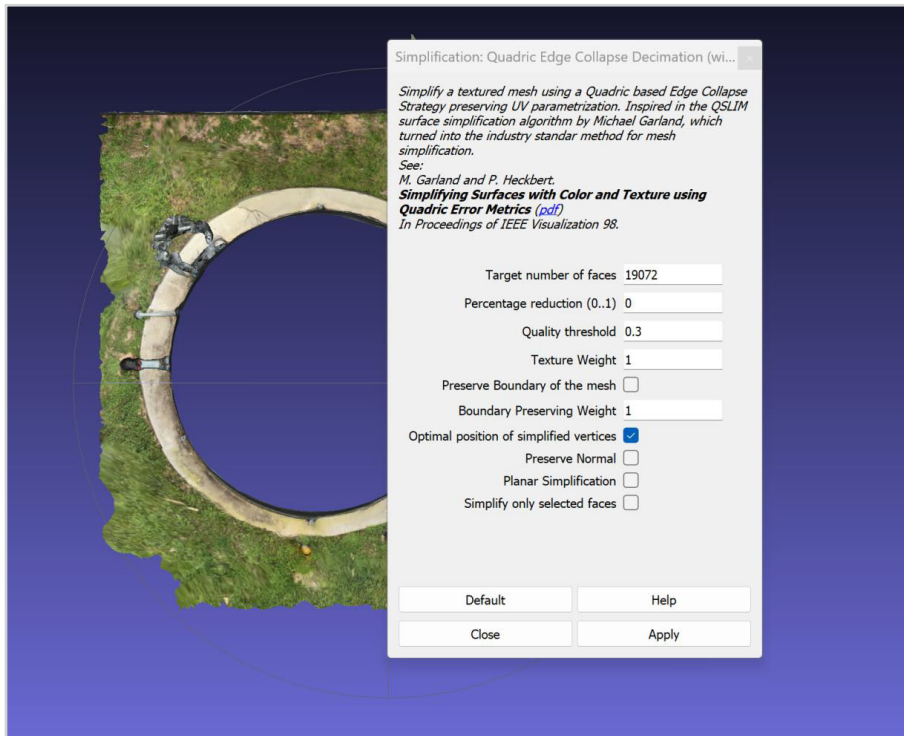 Simplification: Quadric Edge Collapse Decimation (wi...
Simplify a textured mesh using a Quadric based Edge Collapse
Strategy preserving UV parametrization. Inspired in the QSLIM
surface simplification algorithm by Michael Garland, which
turned into the industry standar method for mesh
simplification.
See:
M. Garland and P. Heckbert.
Simplifying Surfaces with Color and Texture using
Quadric Error Metrics (pdf)
In Proceedings of IEEE Visualization 98.
Target number of faces 19072
Percentage reduction (0..1) 0
Quality threshold 0.3
Texture Weight 1
Preserve Boundary of the mesh
Boundary Preserving Weight 1
Optimal position of simplified vertices
Preserve Normal
Planar Simplification
Simplify only selected faces
Default Help
Close Apply